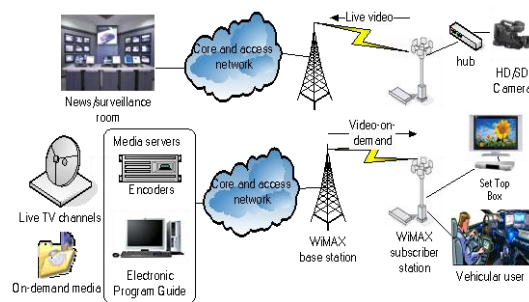 Live video
Core and access
network
hub
HD/SD
Camera
News/surveillance
room
Video-on-
demand
Media servers
Encoders
Core and access
network
Set Top
Box
Live TV channels
WiMAX
base station
WiMAX
subscriber
station
On-demand media
Electronic
Program Guide
Vehicular user